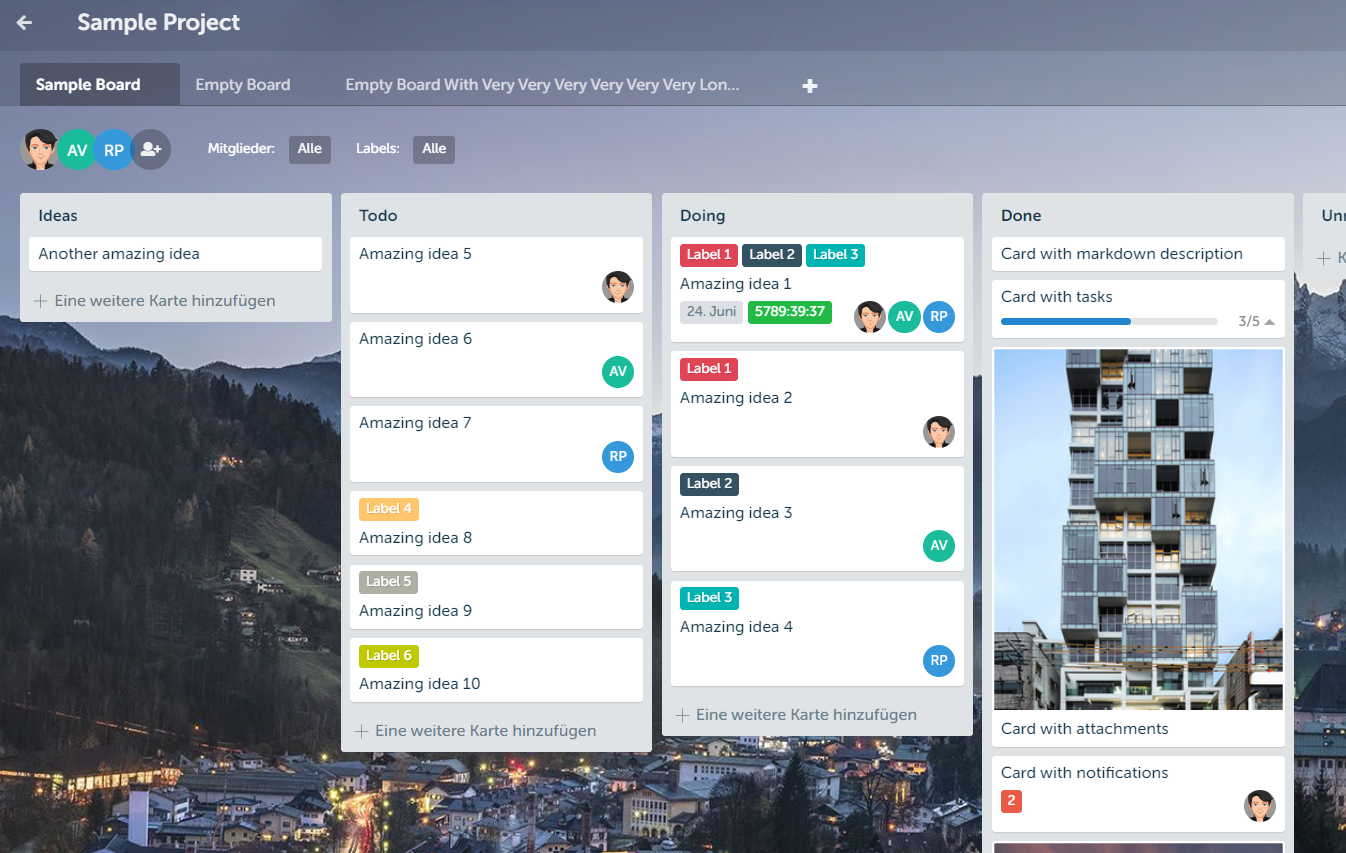 Sample Project
Sample Board
Empty Board
Empty Board With Very Very Very Very Very Very Lon...
AV
RP
Mitglieder:
Alle
Labels:
Alle
Ideas
Another amazing idea
Eine weitere Karte hinzufügen
Todo
Amazing idea 5
Amazing idea 6
AV
Amazing idea 7
RP
Label 4
Amazing idea 8
Label 5
Amazing idea 9
Label 6
Amazing idea 10
Eine weitere Karte hinzufügen
Doing
Label 1 Label 2 Label 3
Amazing idea 1
24. Juni 5789:39:37 AV RP
Label 1
Amazing idea 2
Label 2
Amazing idea 3
AV
Label 3
Amazing idea 4
RP
Eine weitere Karte hinzufügen
Done
Card with markdown description
Card with tasks
3/5
Card with attachments
Card with notifications
2